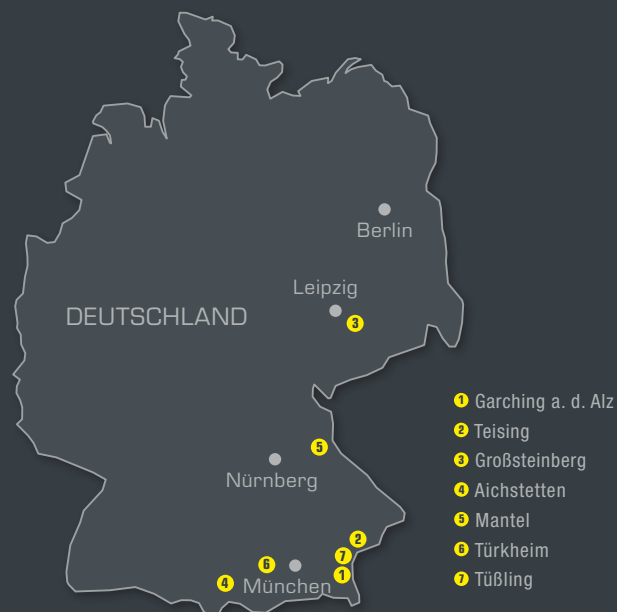 Berlin
Leipzig
3
DEUTSCHLAND
5
Nürnberg
2
7
6
1
4
München
1 Garching a. d. Alz
2 Teising
3 Großsteinberg
4 Aichstetten
5 Mantel
6 Türkheim
7 Tüßling